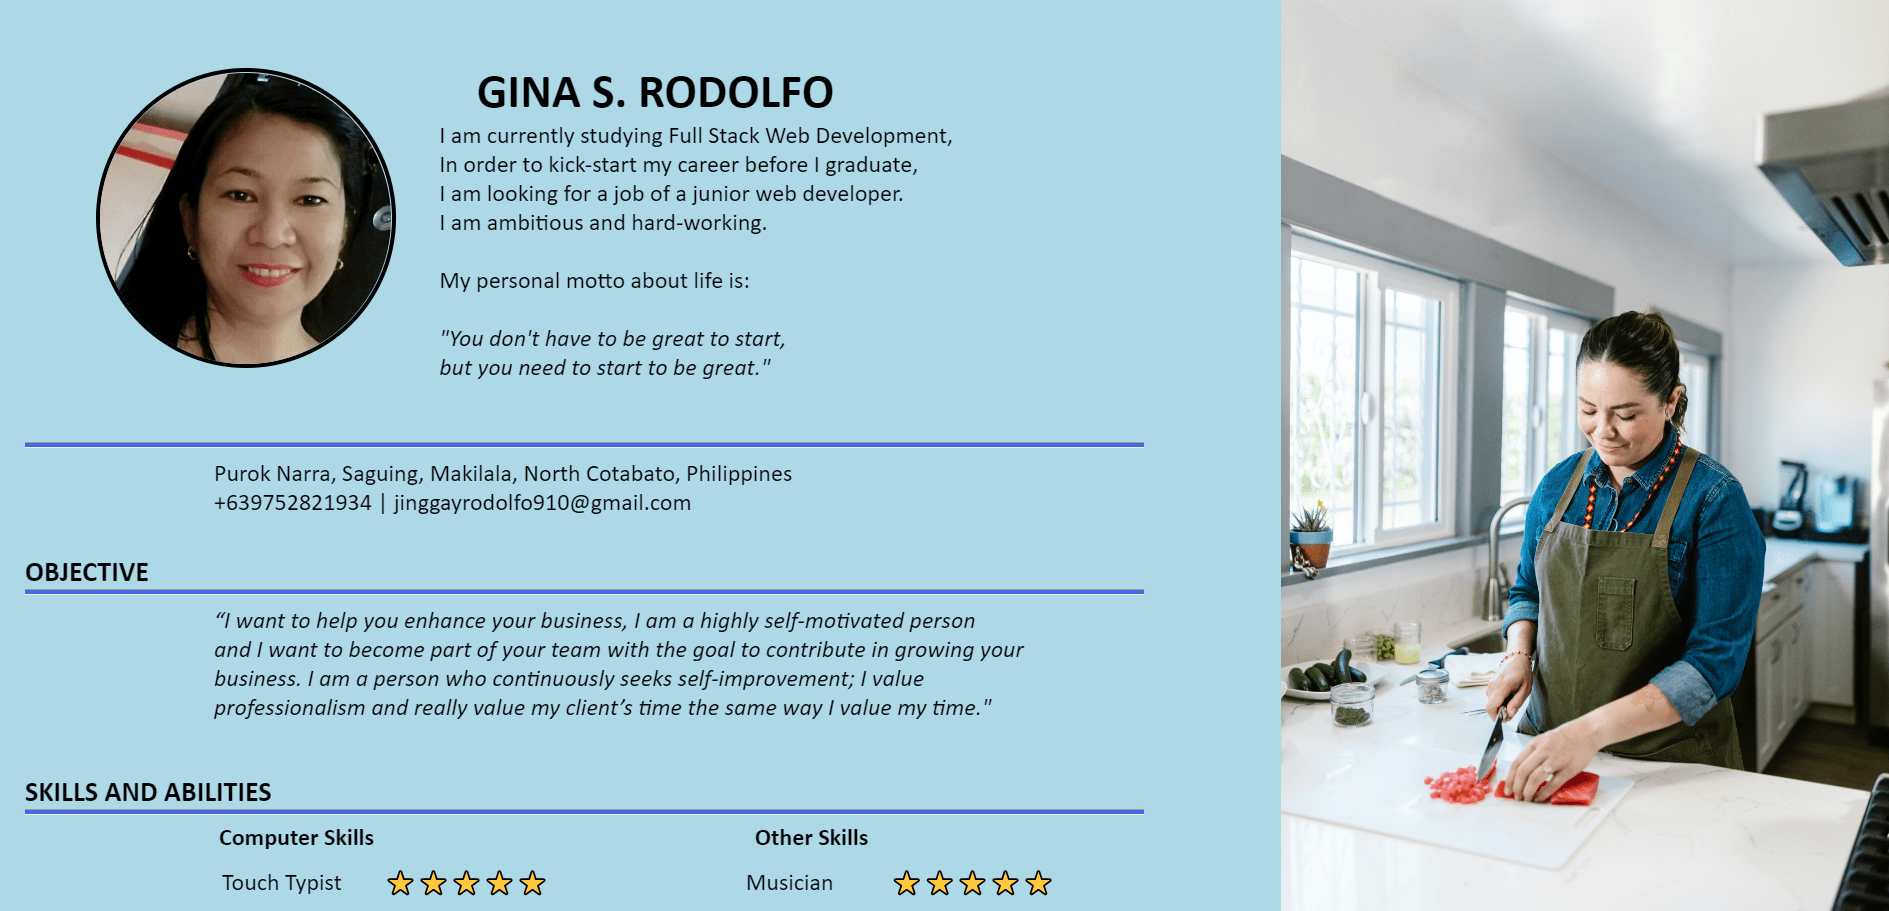 GINA S. RODOLFO
I am currently studying Full Stack Web Development,
In order to kick-start my career before I graduate,
I am looking for a job of a junior web developer.
I am ambitious and hard-working.
My personal motto about life is:
"You don't have to be great to start,
but you need to start to be great."
Purok Narra, Saguing, Makilala, North Cotabato, Philippines
+639752821934 | jinggayrodolfo910@gmail.com
OBJECTIVE
“I want to help you enhance your business, I am a highly self-motivated person
and I want to become part of your team with the goal to contribute in growing your
business. I am a person who continuously seeks self-improvement; I value
professionalism and really value my client’s time the same way I value my time."
SKILLS AND ABILITIES
Computer Skills
Touch Typist
Other Skills
Musician